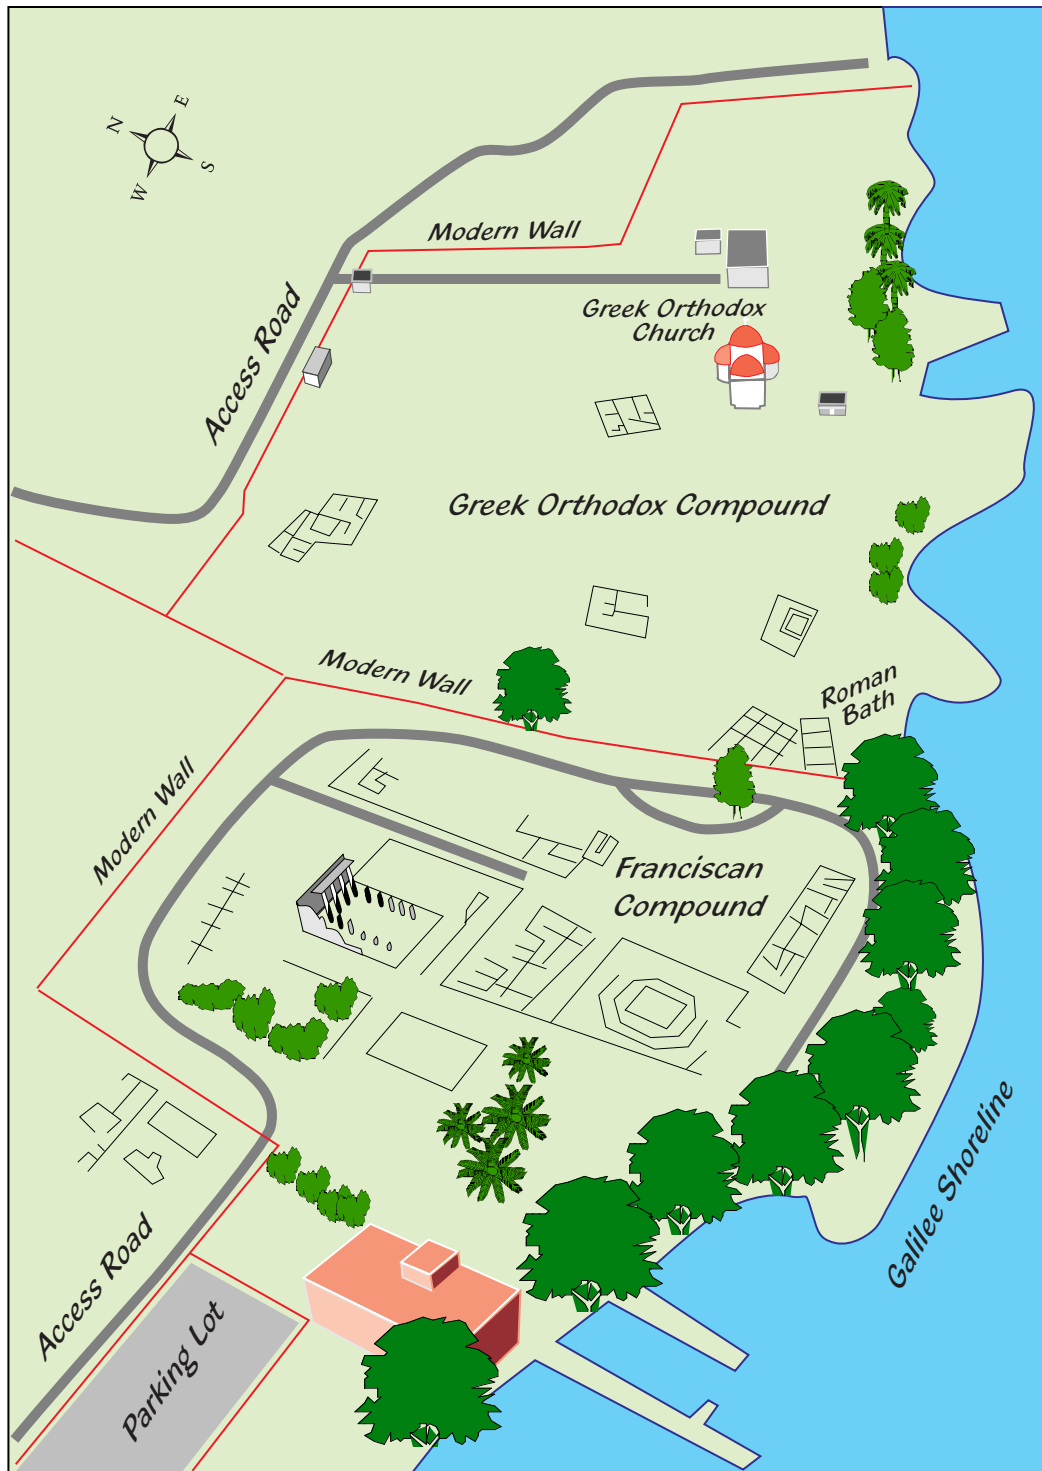 E
N
S
W
Modern Wall
Access Road
Greek Orthodox
Church
Greek Orthodox Compound
Modern Wall
Roman
Bath
Modern Wall
Franciscan
Compound
Galilee Shoreline
Access Road
Parking Lot